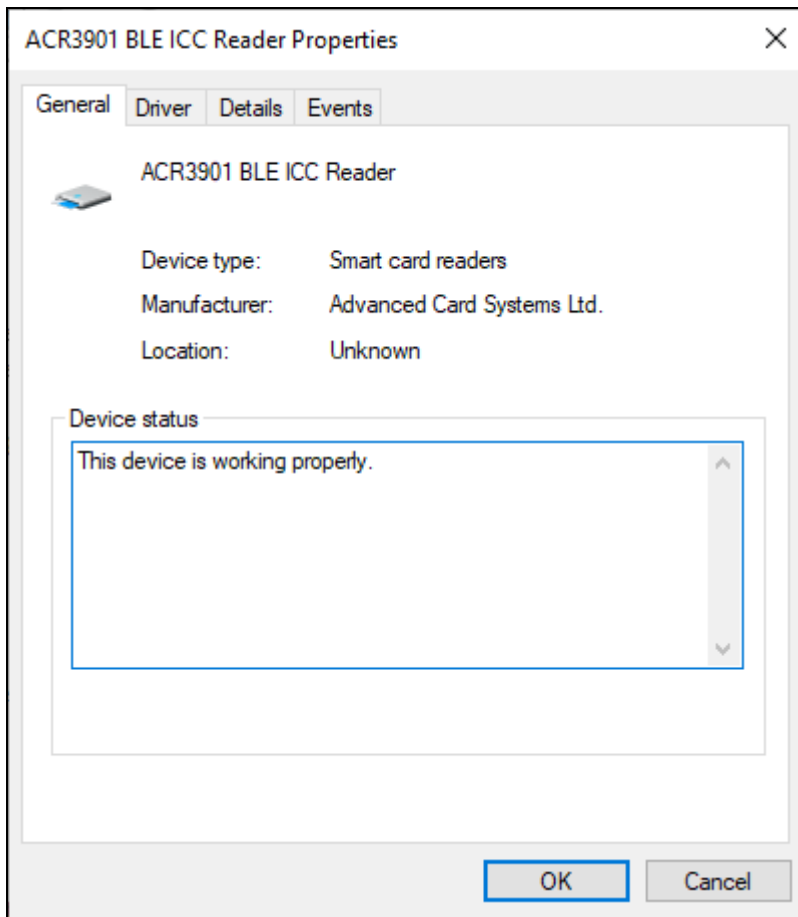 ACR3901 BLE ICC Reader Properties
General Driver Details Events
ACR3901 BLE ICC Reader
Device type: Smart card readers
Manufacturer: Advanced Card Systems Ltd.
Location: Unknown
Device status
This device is working properly.
OK Cancel